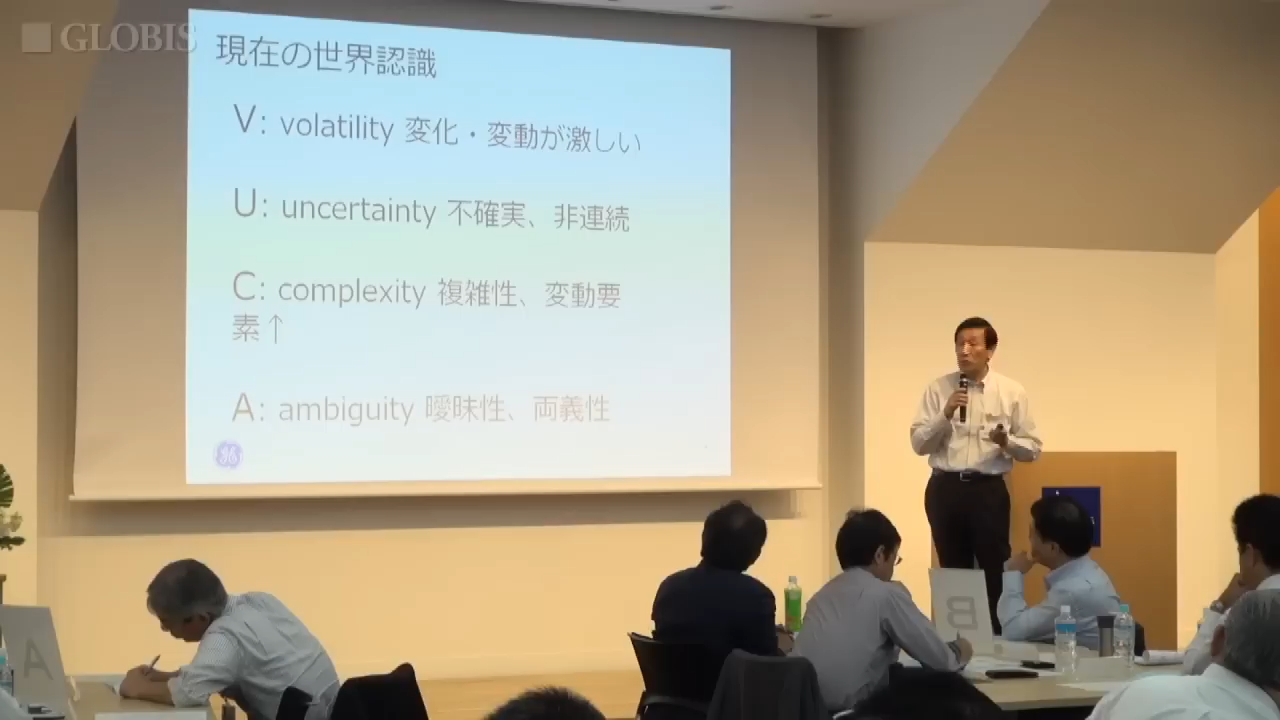 GLOBIS
現在の世界認識
V: volatility 変化・変動が激しい
U: uncertainty 不確実、非連続
C: complexity 複雑性、変動要
素↑
A: ambiguity 曖昧性、両義性
GE
A
B